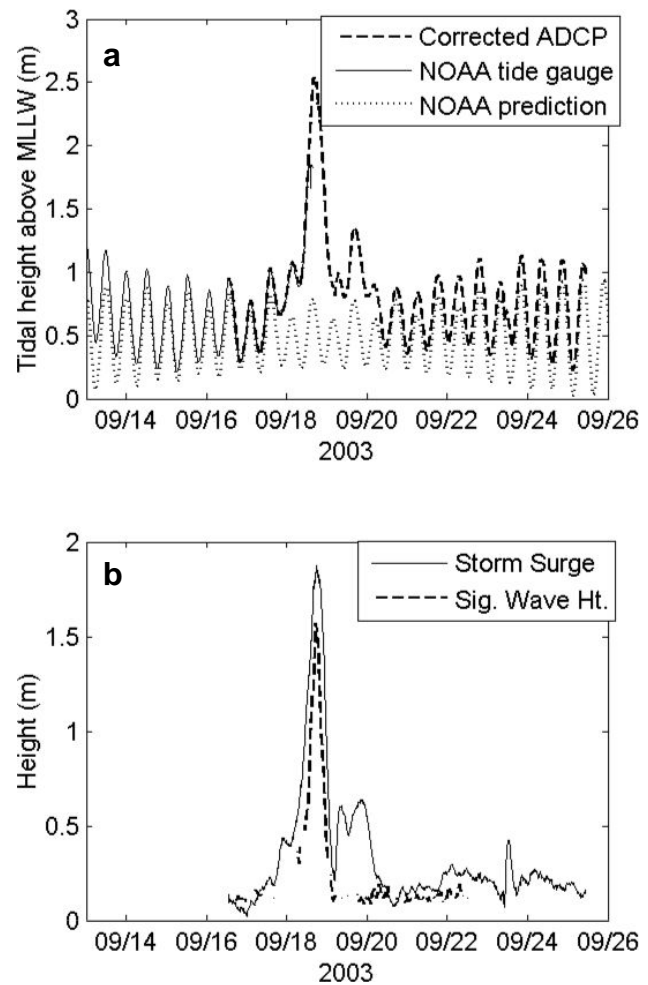 a
Corrected ADCP
NOAA tide gauge
NOAA prediction
Tidal height above MLLW (m)
3
2.5
2
1.5
1
0.5
0
09/14 09/16 09/18 09/20 09/22 09/24 09/26
2003
b
Storm Surge
Sig. Wave Ht.
Height (m)
2
1.5
1
0.5
0
09/14 09/16 09/18 09/20 09/22 09/24 09/26
2003